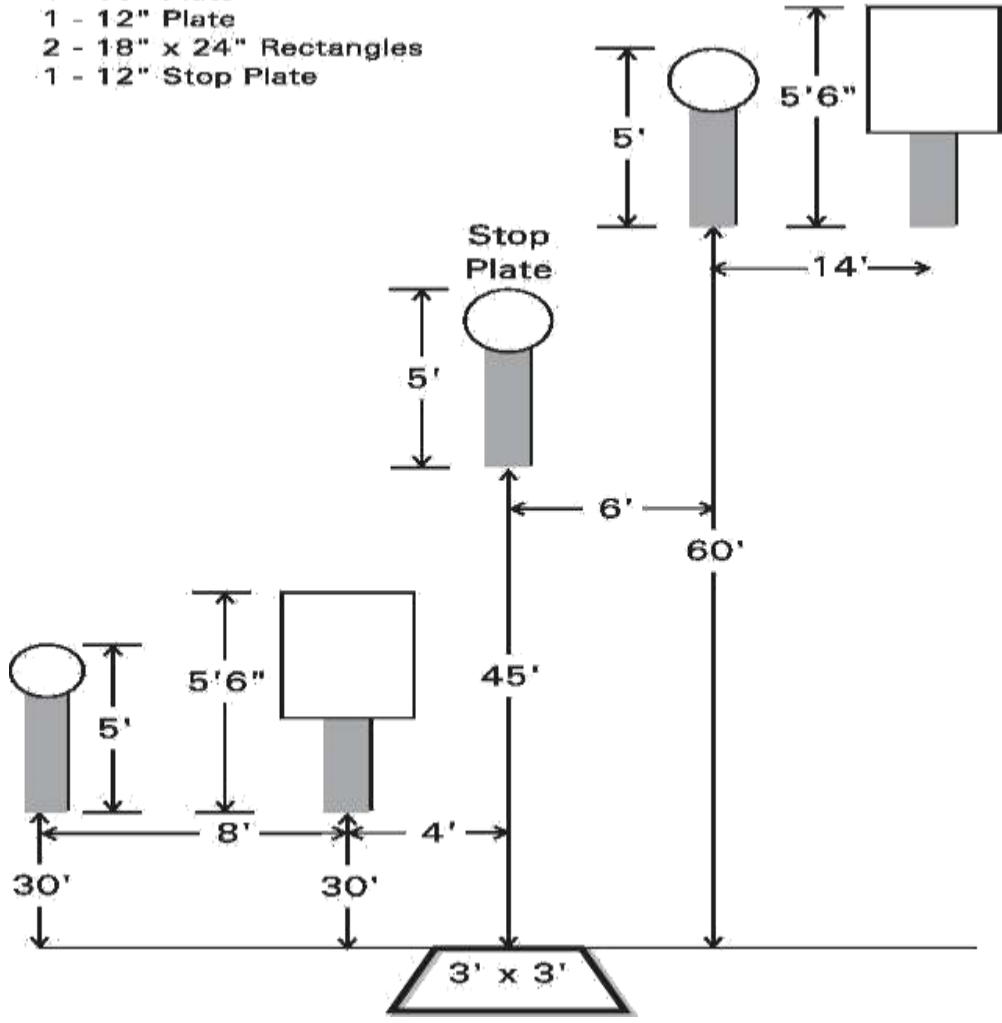 1 - 12" Plate
2 - 18" x 24" Rectangles
1 - 12" Stop Plate
5'6"
5'
14'
Stop
Plate
5'
6'
60'
5'6"
45'
5'
8'
4'
30'
30'
3' x 3'